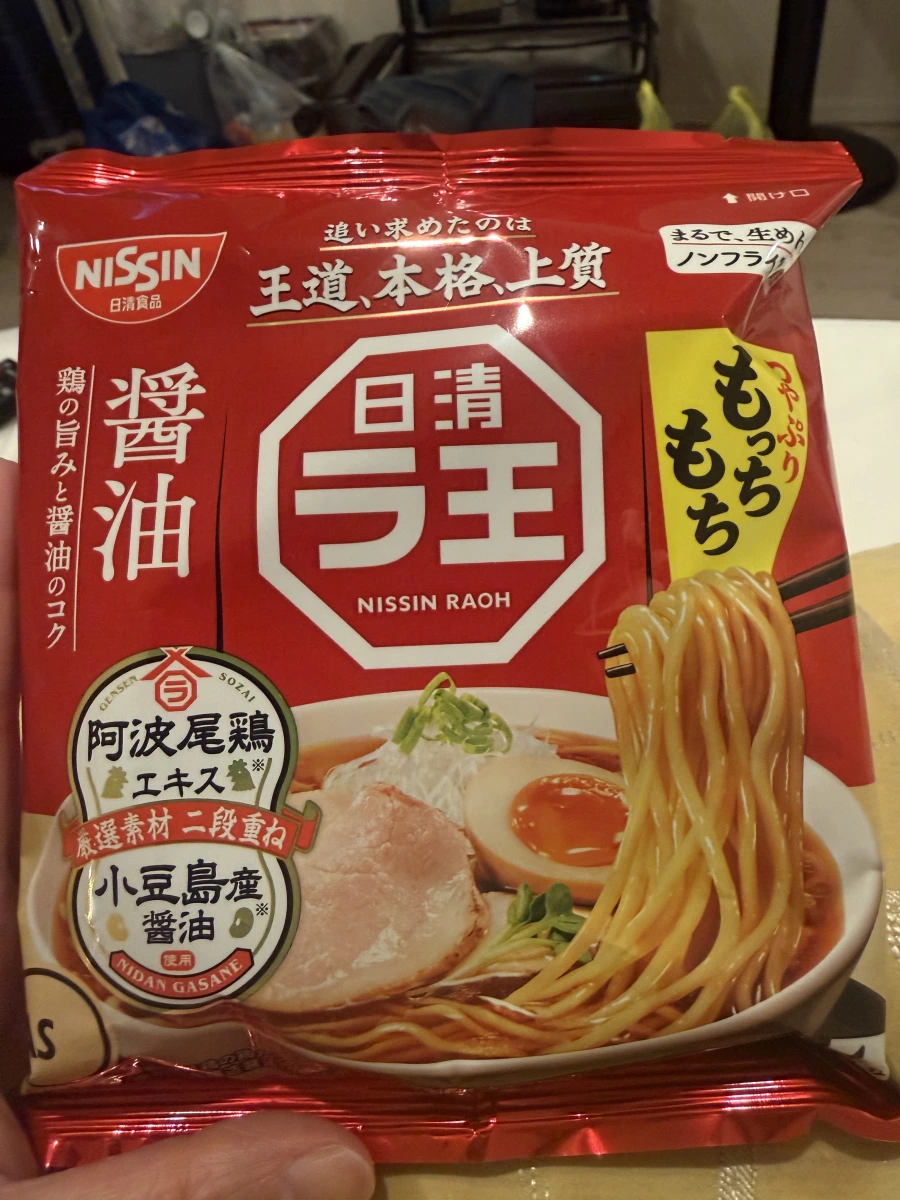 開け口
追い求めたのは
王道、本格、上質
NISSIN
日清食品
まるで、生めん
ノンフライ
醤油
鶏の旨みと醤油のコク
日清
ラ王
NISSIN RAOH
つやぷり
もっち
もち
GENSEN SOZAI
ラ
阿波尾鶏
エキス※
厳選素材 二段重ね
小豆島産
醤油※
使用
NIDAN GASANE